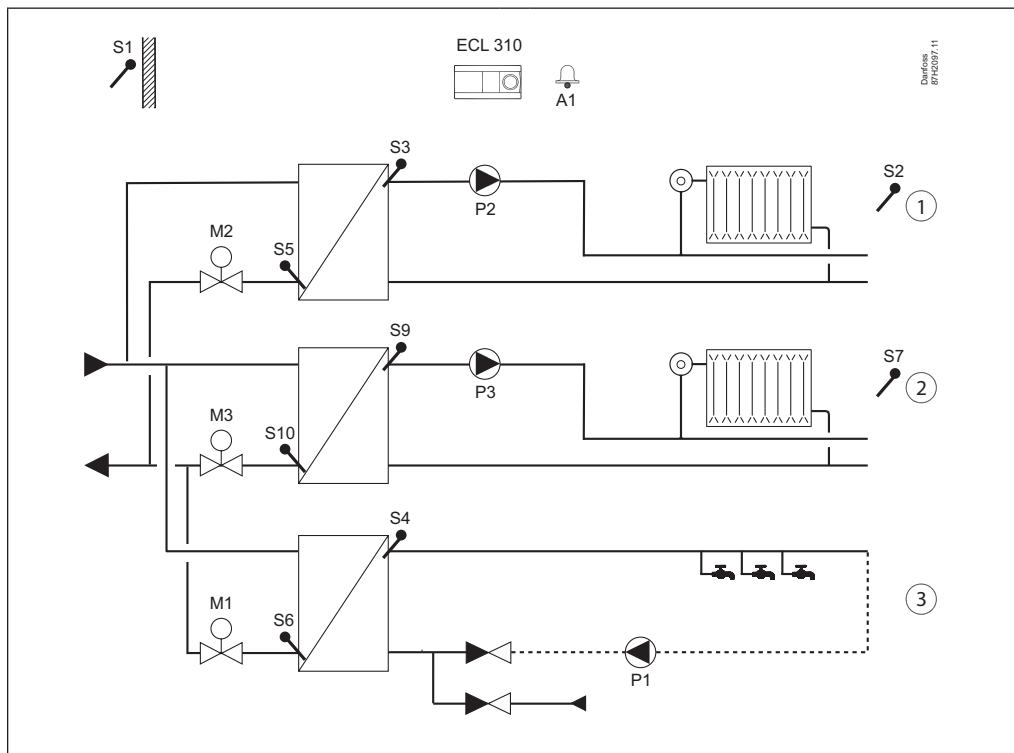 S1
ECL 310
A1
Danfoss
87H2097.11
S3
P2
S2
1
M2
S5
S9
P3
S7
2
M3
S10
S4
3
M1
S6
P1